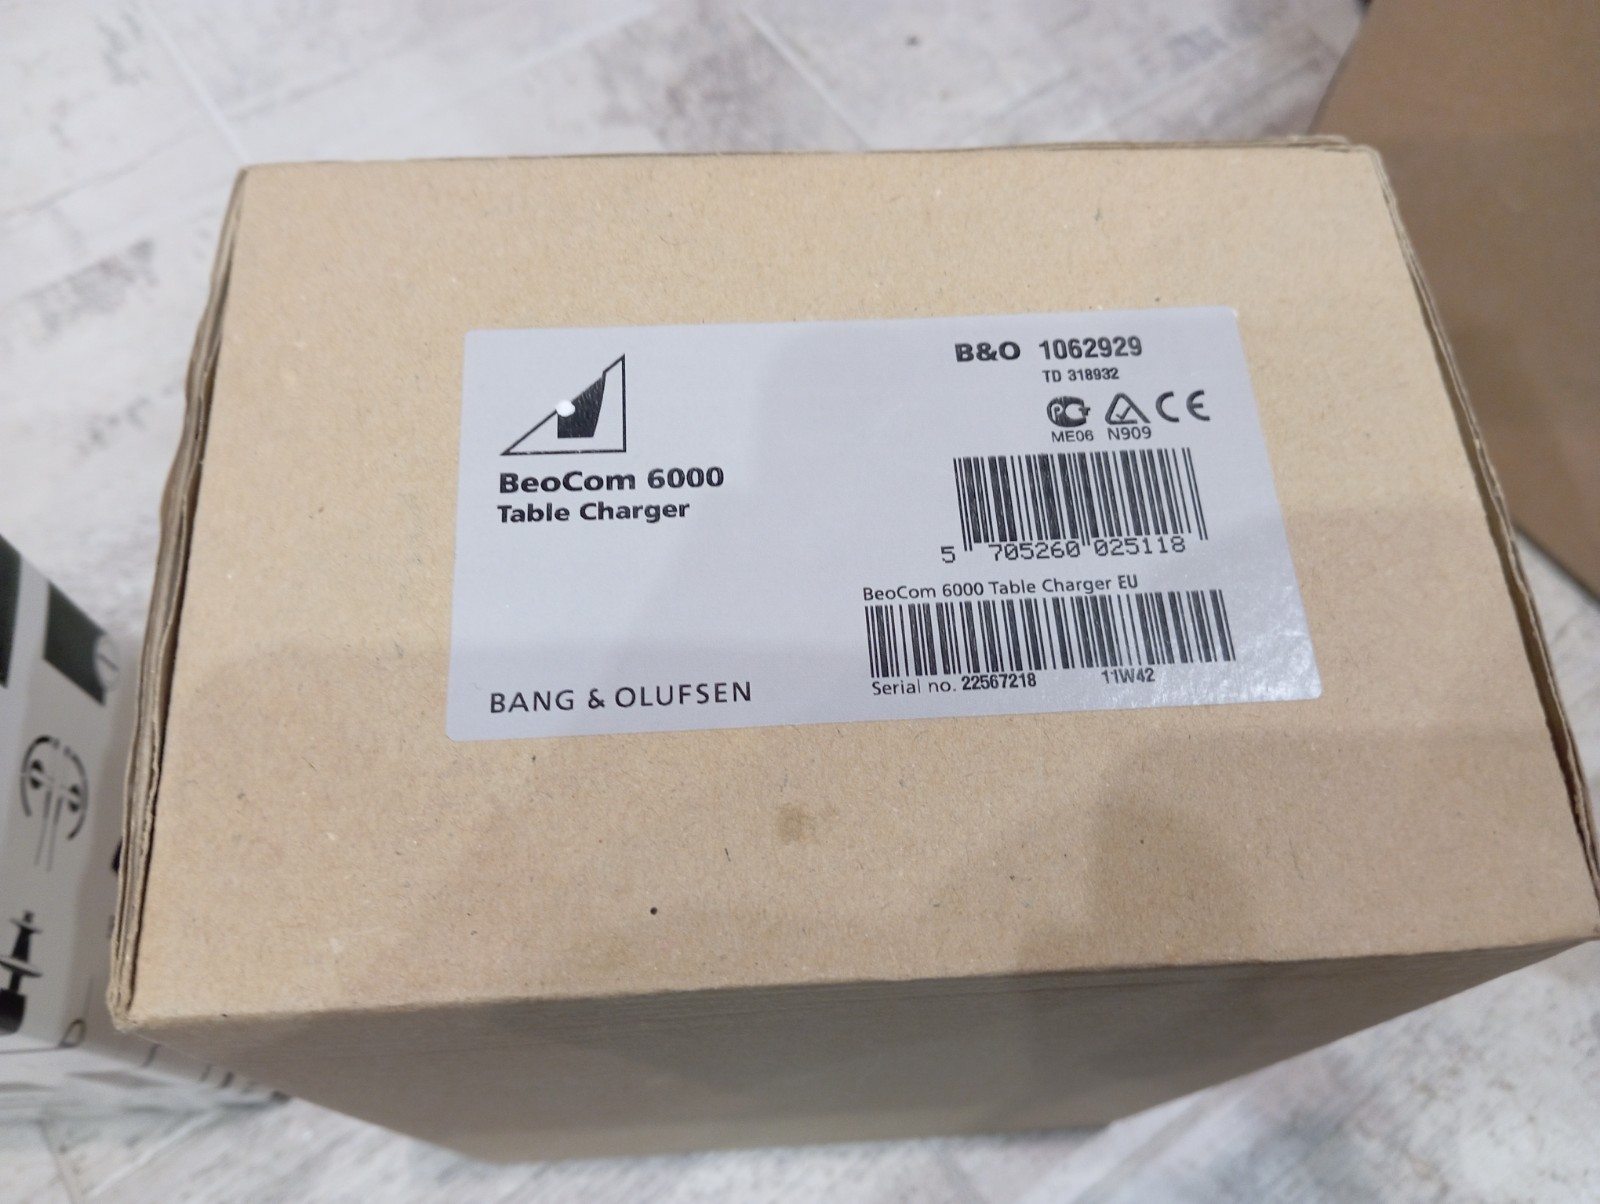 BeoCom 6000
Table Charger
BANG & OLUFSEN
B&O 1062929
TD 318932
CE
ME06 N909
5 705260 025118
BeoCom 6000 Table Charger EU
Serial no. 22567218 11W42